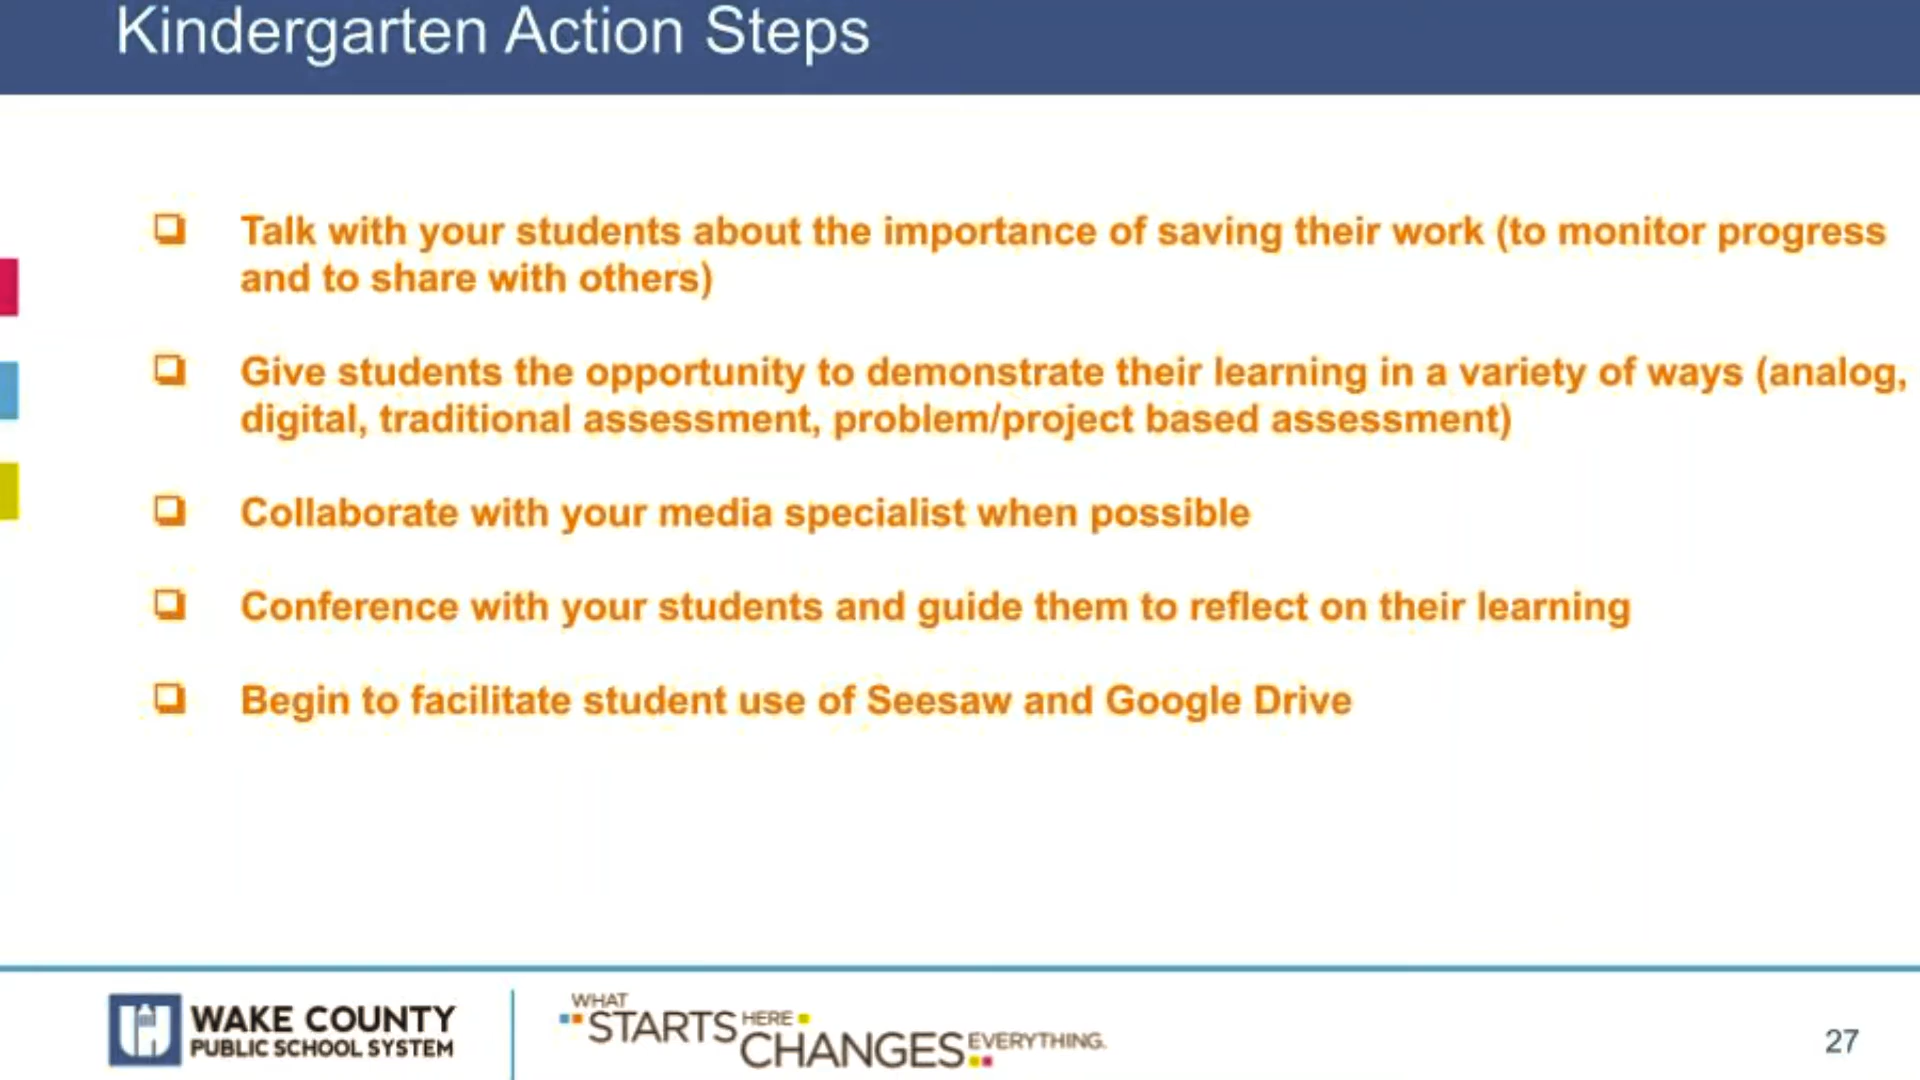 Kindergarten Action Steps
Talk with your students about the importance of saving their work (to monitor progress
and to share with others)
Give students the opportunity to demonstrate their learning in a variety of ways (analog,
digital, traditional assessment, problem/project based assessment)
Collaborate with your media specialist when possible
Conference with your students and guide them to reflect on their learning
Begin to facilitate student use of Seesaw and Google Drive
WAKE COUNTY
PUBLIC SCHOOL SYSTEM
WHAT
STARTS HERE
CHANGES EVERYTHING.
27